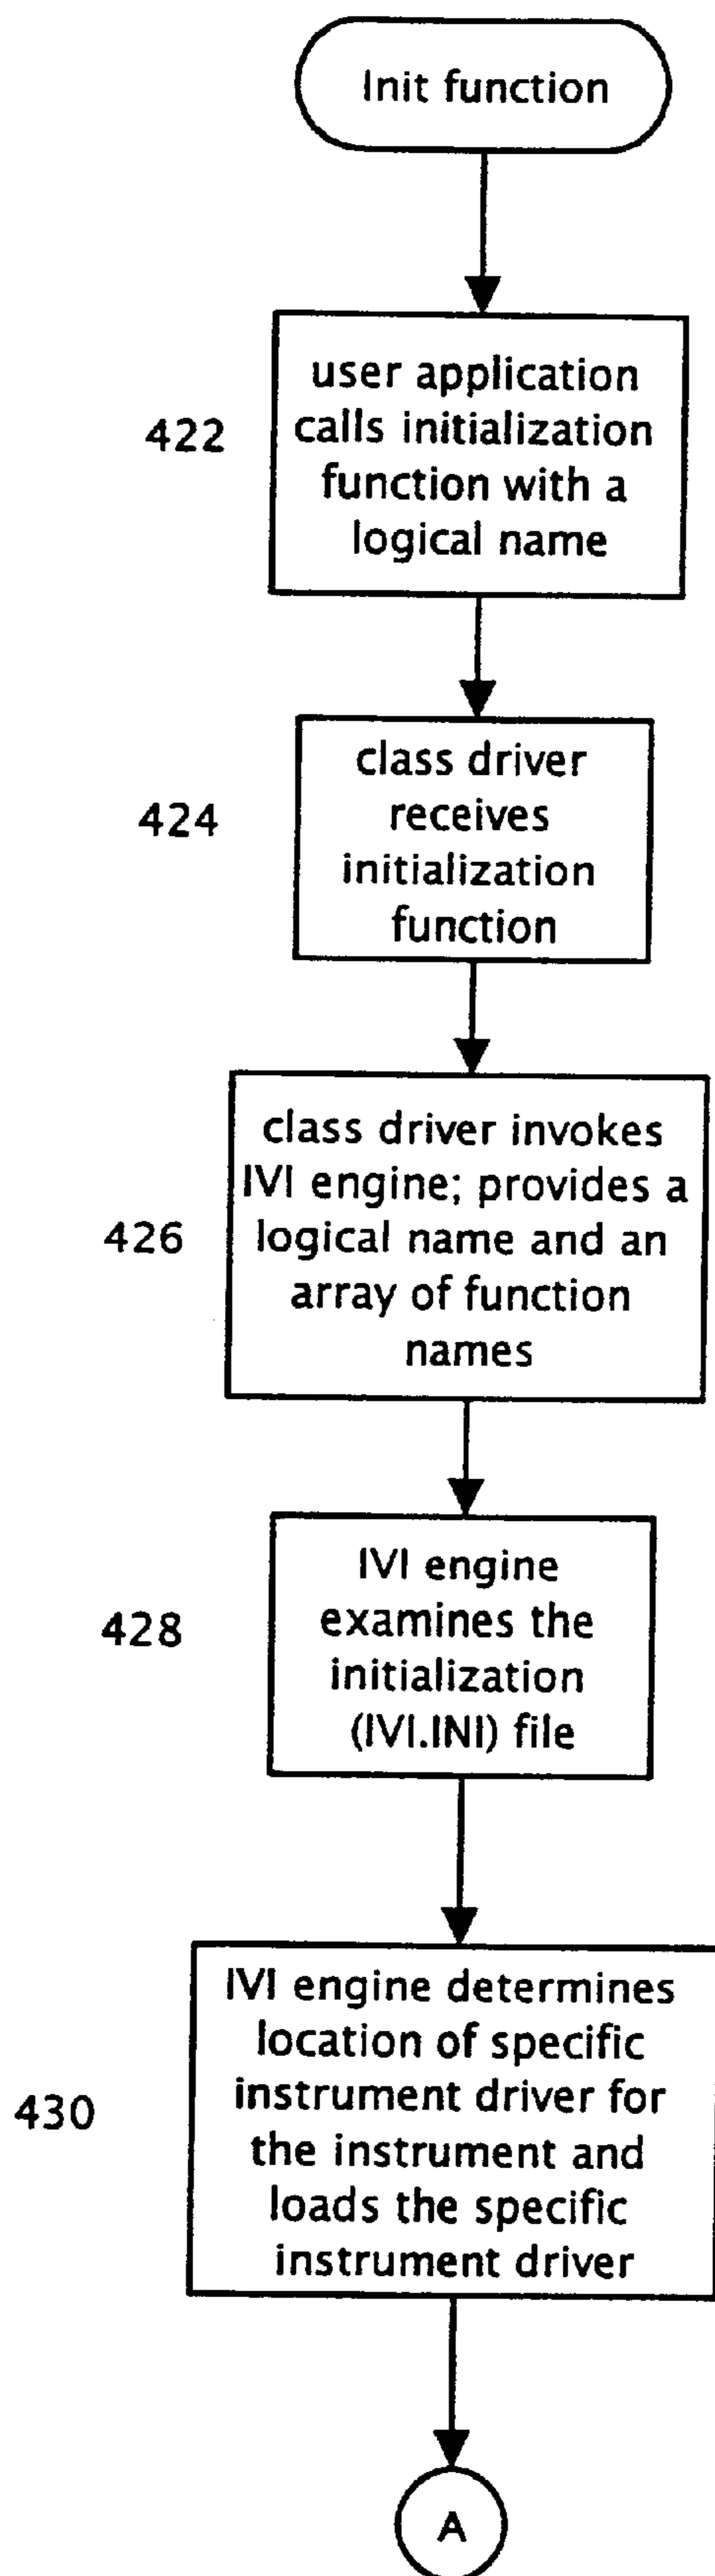 Init function
422
user application
calls initialization
function with a
logical name
424
class driver
receives
initialization
function
426
class driver invokes
IVI engine; provides a
logical name and an
array of function
names
428
IVI engine
examines the
initialization
(IVI.INI) file
430
IVI engine determines
location of specific
instrument driver for
the instrument and
loads the specific
instrument driver
A